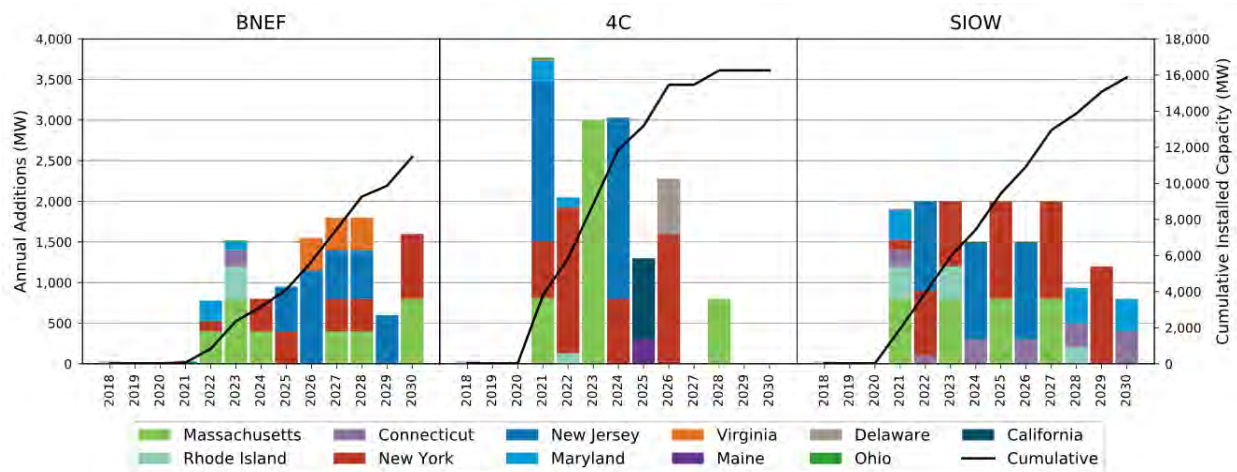 BNEF 4C SIOW
Annual Additions (MW)
4,000
3,500
3,000
2,500
2,000
1,500
1,000
500
0
18,000
16,000
14,000
12,000
10,000
8,000
6,000
4,000
2,000
0
Cumulative Installed Capacity (MW)
2018 2019 2020 2021 2022 2023 2024 2025 2026 2027 2028 2029 2030
2018 2019 2020 2021 2022 2023 2024 2025 2026 2027 2028 2029 2030
2018 2019 2020 2021 2022 2023 2024 2025 2026 2027 2028 2029 2030
Massachusetts Connecticut New Jersey Virginia Delaware California
Rhode Island New York Maryland Maine Ohio Cumulative